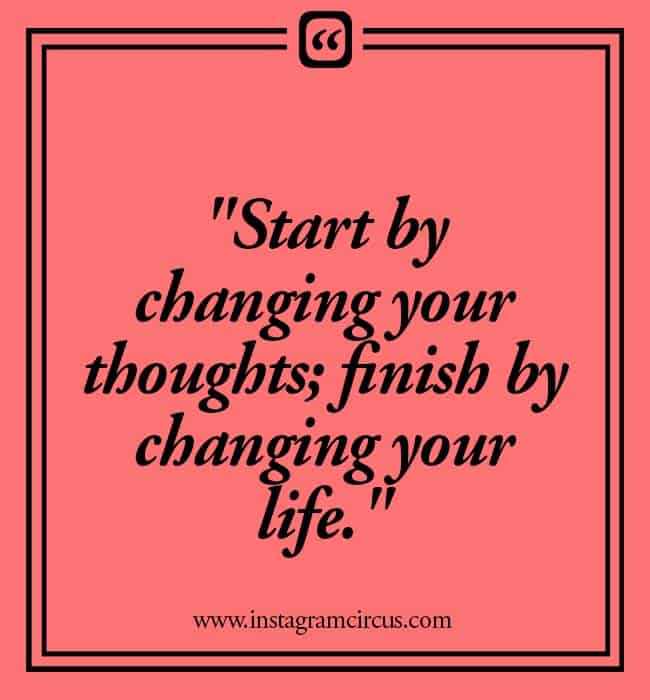 "Start by
changing your
thoughts; finish by
changing your
life."
www.instagramcircus.com